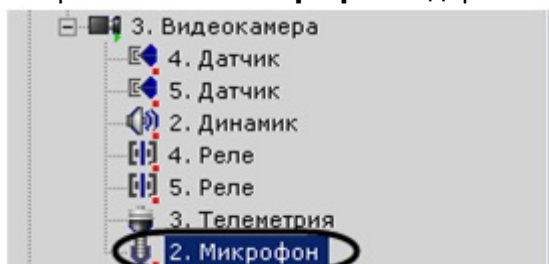 3. Видеокамера
4. Датчик
5. Датчик
2. Динамик
4. Реле
5. Реле
3. Телеметрия
2. Микрофон